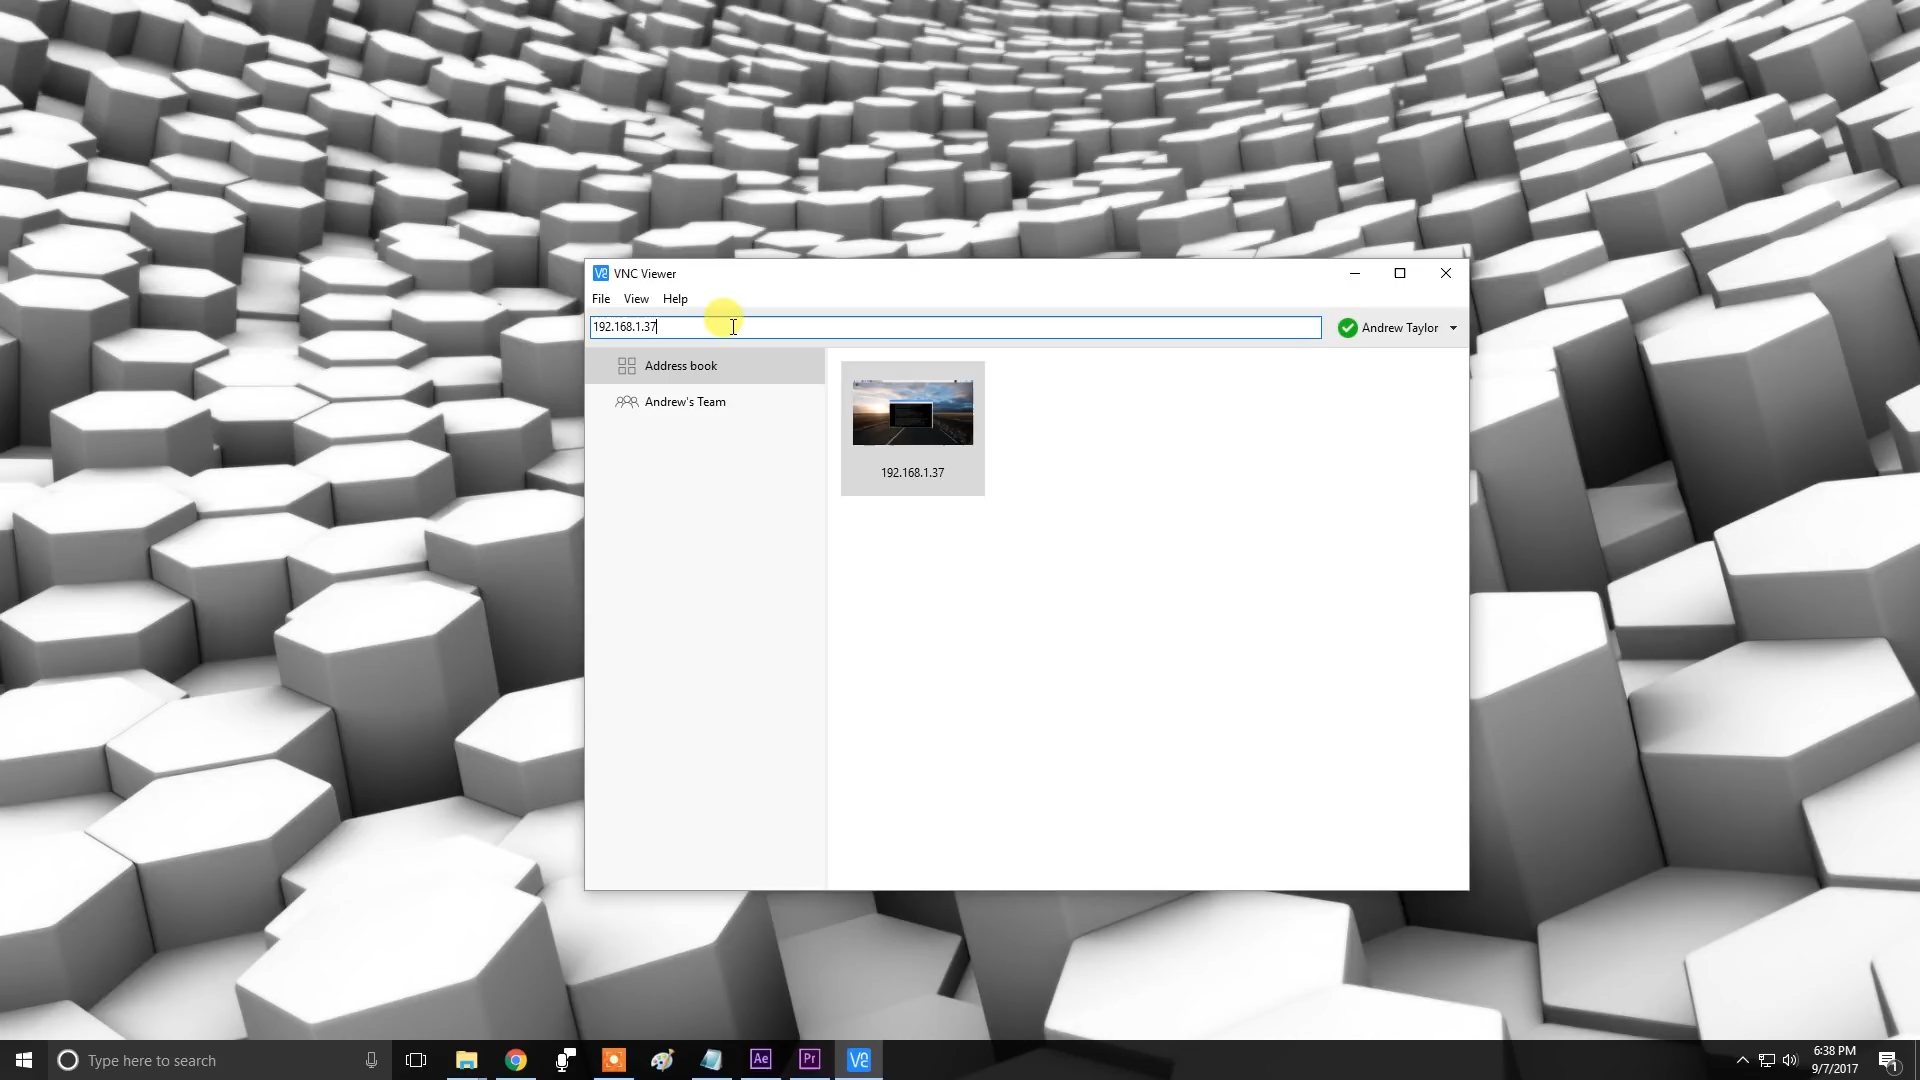 VNC Viewer
File View Help
192.168.1.37
Andrew Taylor
Address book
Andrew's Team
192.168.1.37
Type here to search
Ae
Pr
6:38 PM
9/7/2017
1